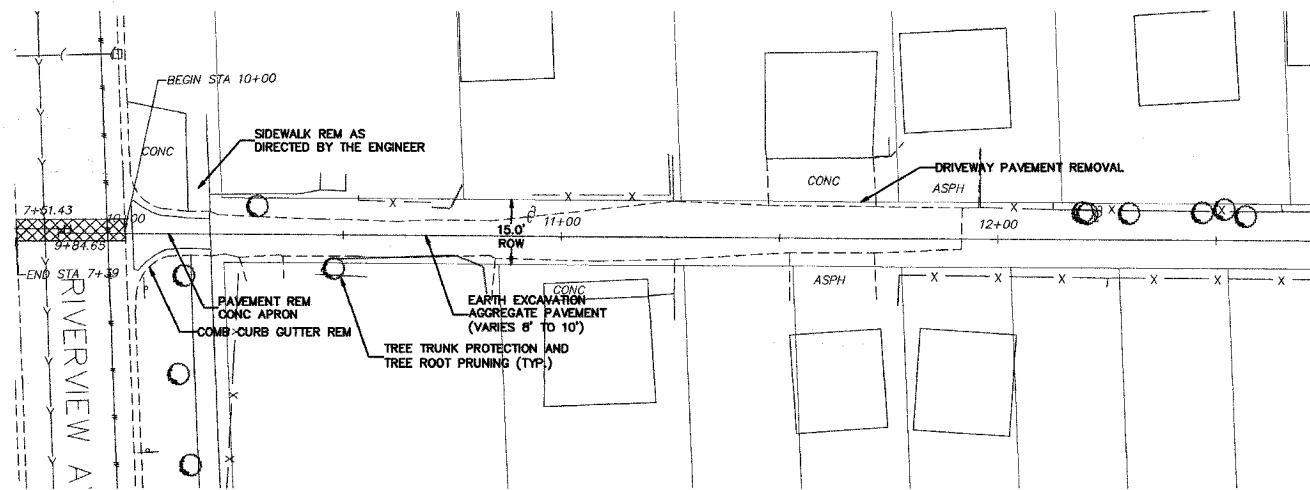 BEGIN STA 10+00
SIDEWALK REM AS
DIRECTED BY THE ENGINEER
CONC
DRIVEWAY PAVEMENT REMOVAL
CONC
ASPH
7+61.43
10+00
11+00
12+00
15.0'
ROW
9+84.65
END STA 7+39
PAVEMENT REM
CONC APRON
COMB CURB GUTTER REM
CONC
EARTH EXCAVATION
AGGREGATE PAVEMENT
(VARIES 8' TO 10')
TREE TRUNK PROTECTION AND
TREE ROOT PRUNING (TYP.)
ASPH
RIVERVIEW